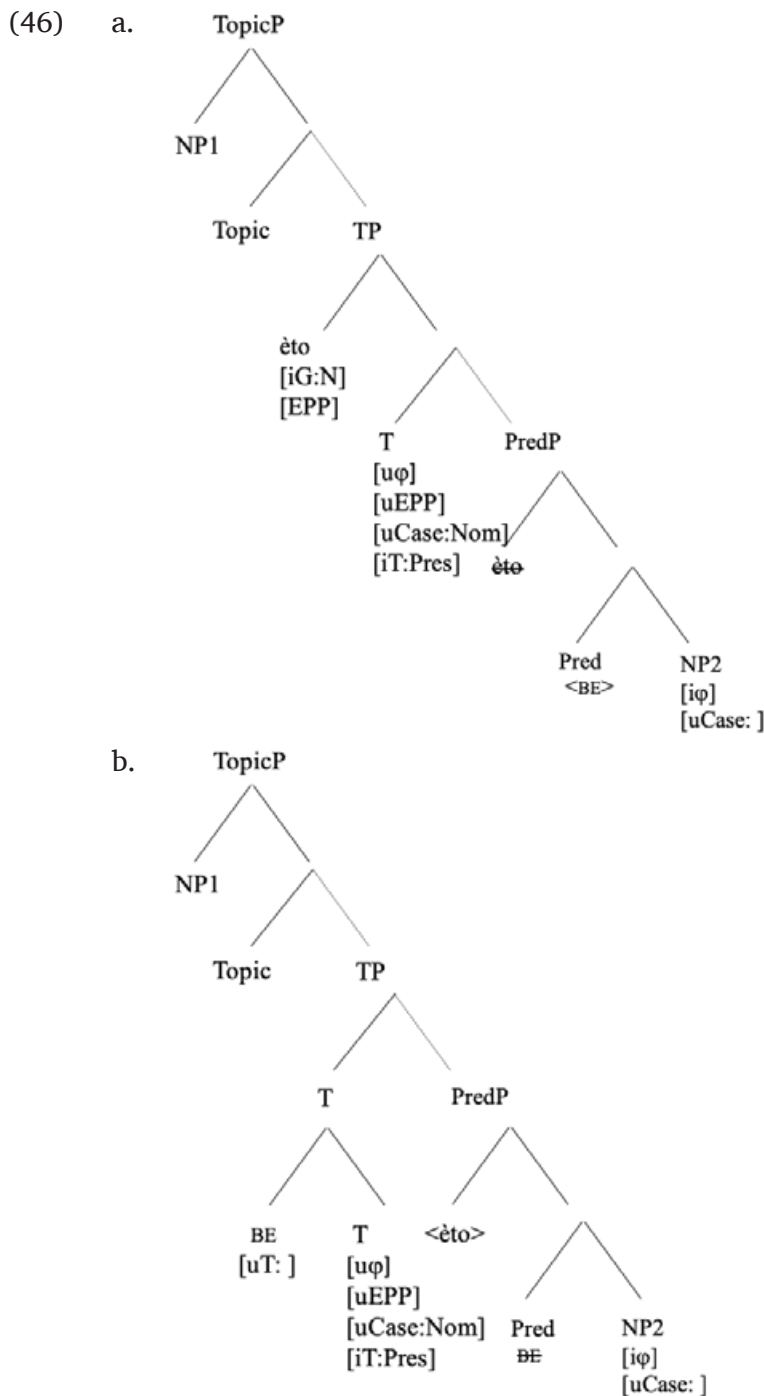 (46) a. TopicP
NP1
Topic TP
èto
[iG:N]
[EPP]
T PredP
[uφ]
[uEPP]
[uCase:Nom]
[iT:Pres] èto
Pred NP2
<BE> [iφ]
[uCase: ]
b. TopicP
NP1
Topic TP
T PredP
BE T <èto>
[uT: ] [uφ]
[uEPP]
[uCase:Nom] Pred NP2
[iT:Pres] BE [iφ]
[uCase: ]